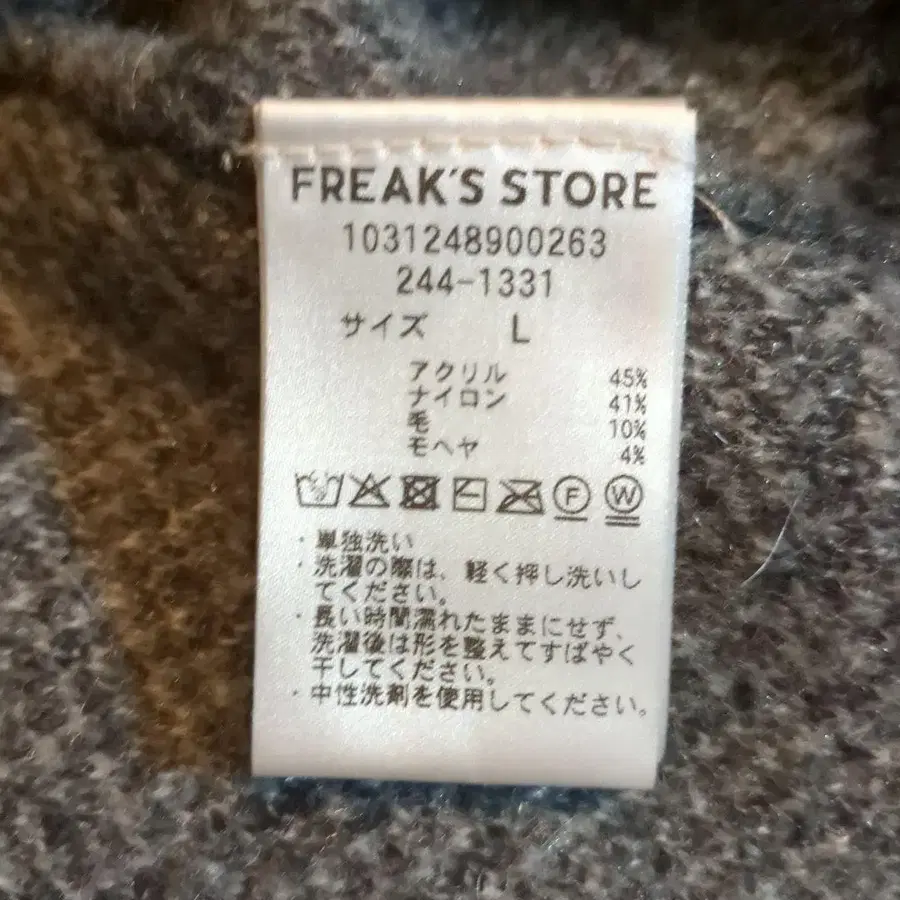 FREAK'S STORE
1031248900263
244-1331
サイズ L
アクリル 45%
ナイロン 41%
毛 10%
モヘヤ 4%
F W
・単独洗い
・洗濯の際は、軽く押し洗いし
てください。
・長い時間濡れたままにせず、
洗濯後は形を整えてすばやく
干してください。
・中性洗剤を使用してください。